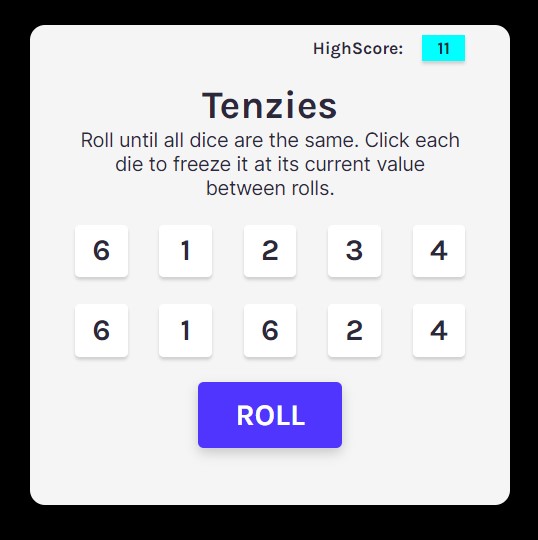 HighScore: 11
Tenzies
Roll until all dice are the same. Click each
die to freeze it at its current value
between rolls.
6 1 2 3 4
6 1 6 2 4
ROLL